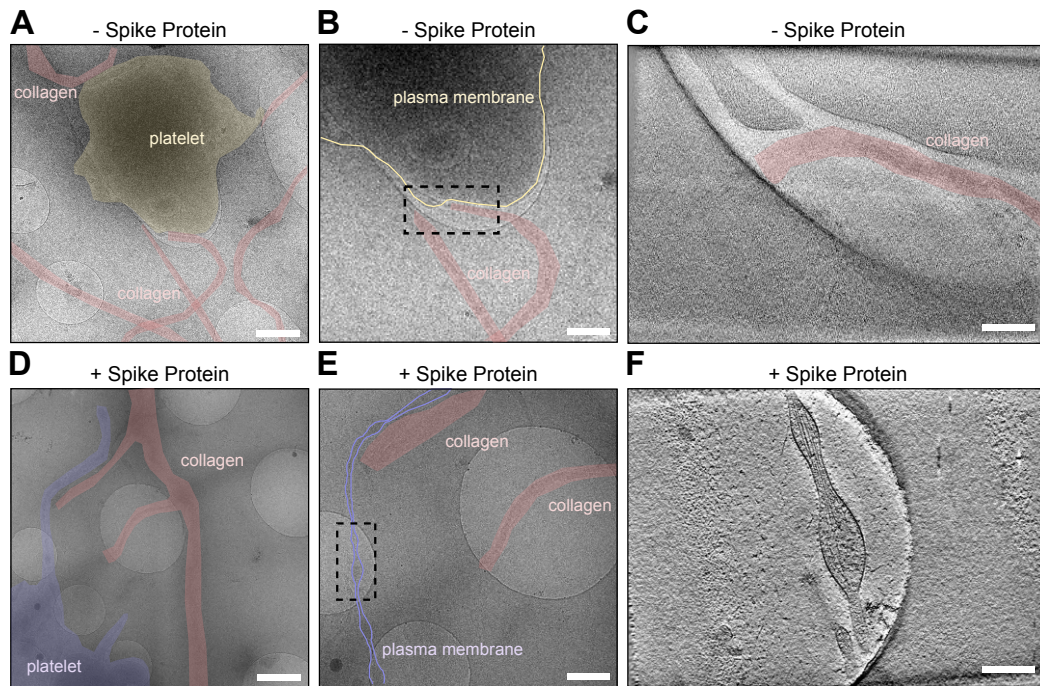 A
- Spike Protein
collagen
platelet
collagen
B
- Spike Protein
plasma membrane
collagen
C
- Spike Protein
collagen
D
+ Spike Protein
collagen
platelet
E
+ Spike Protein
collagen
collagen
plasma membrane
F
+ Spike Protein